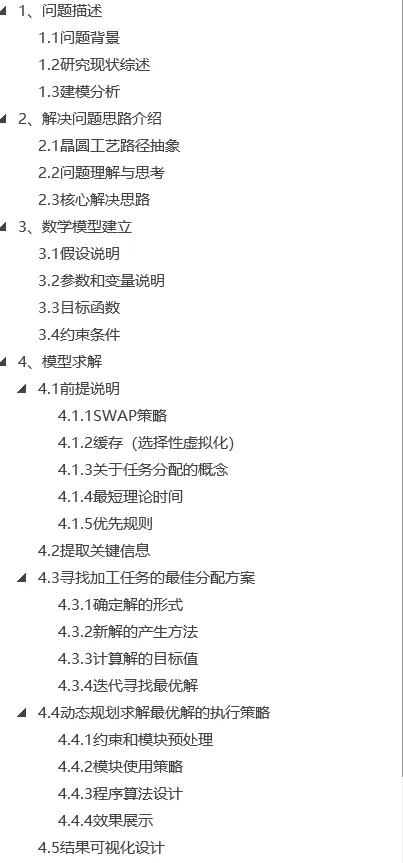 1、问题描述
1.1问题背景
1.2研究现状综述
1.3建模分析
2、解决问题思路介绍
2.1晶圆工艺路径抽象
2.2问题理解与思考
2.3核心解决思路
3、数学模型建立
3.1假设说明
3.2参数和变量说明
3.3目标函数
3.4约束条件
4、模型求解
4.1前提说明
4.1.1SWAP策略
4.1.2缓存（选择性虚拟化）
4.1.3关于任务分配的概念
4.1.4最短理论时间
4.1.5优先规则
4.2提取关键信息
4.3寻找加工任务的最佳分配方案
4.3.1确定解的形式
4.3.2新解的产生方法
4.3.3计算解的目标值
4.3.4迭代寻找最优解
4.4动态规划求解最优解的执行策略
4.4.1约束和模块预处理
4.4.2模块使用策略
4.4.3程序算法设计
4.4.4效果展示
4.5结果可视化设计